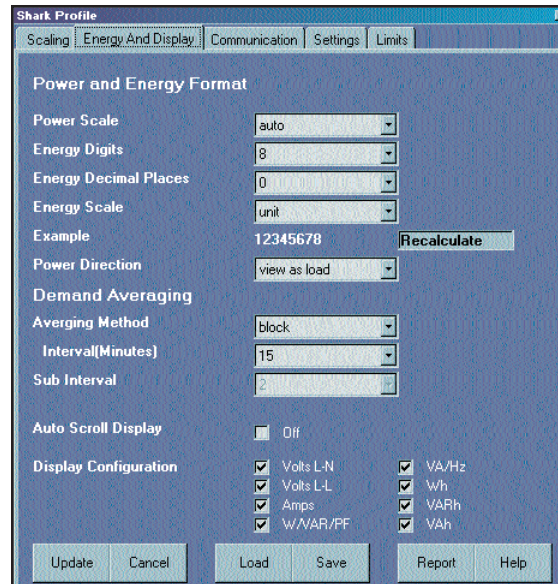 Shark Profile
Scaling Energy And Display Communication Settings Limits
Power and Energy Format
Power Scale auto
Energy Digits 8
Energy Decimal Places 0
Energy Scale unit
Example 12345678 Recalculate
Power Direction view as load
Demand Averaging
Averging Method block
Interval(Minutes) 15
Sub Interval 2
Auto Scroll Display Off
Display Configuration Volts L-N VA/Hz
Volts L-L Wh
Amps VARh
W/VAR/PF VAh
Update Cancel Load Save Report Help